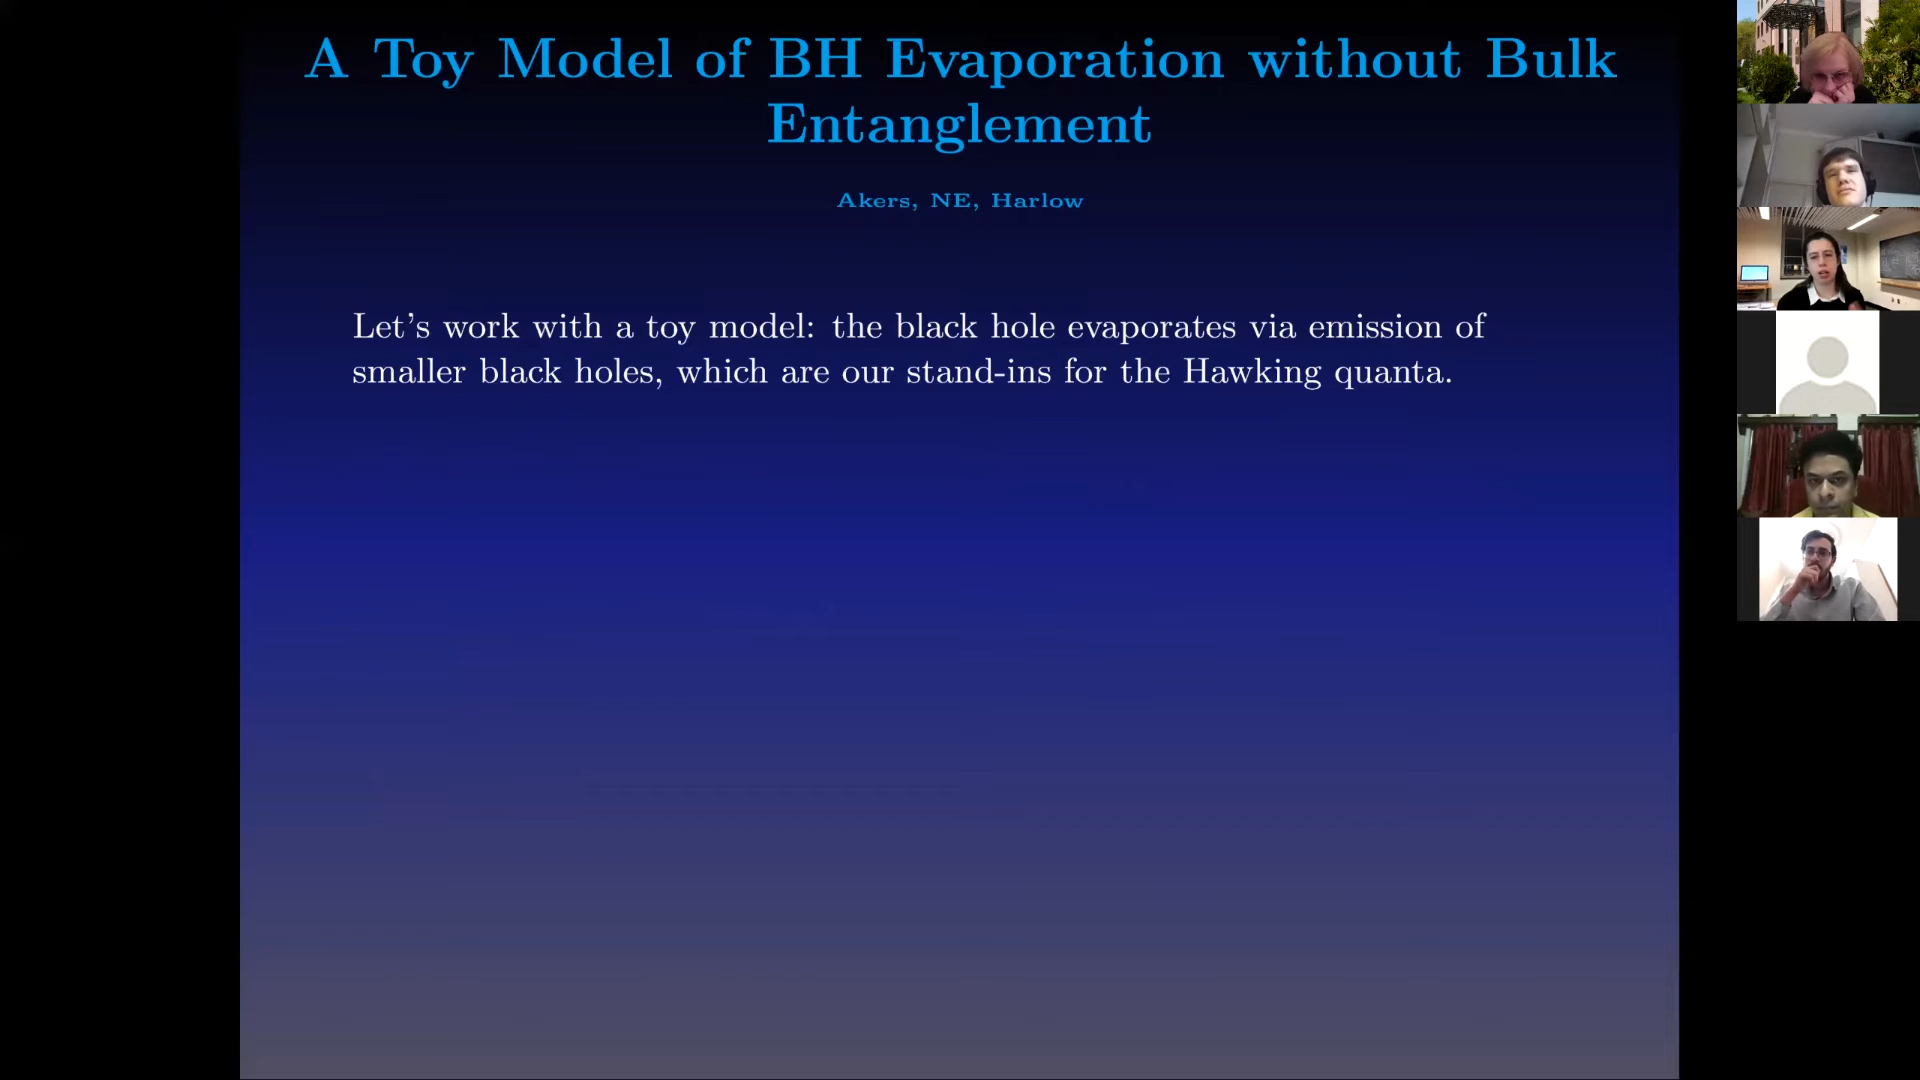 A Toy Model of BH Evaporation without Bulk
Entanglement
Akers, NE, Harlow
Let's work with a toy model: the black hole evaporates via emission of
smaller black holes, which are our stand-ins for the Hawking quanta.